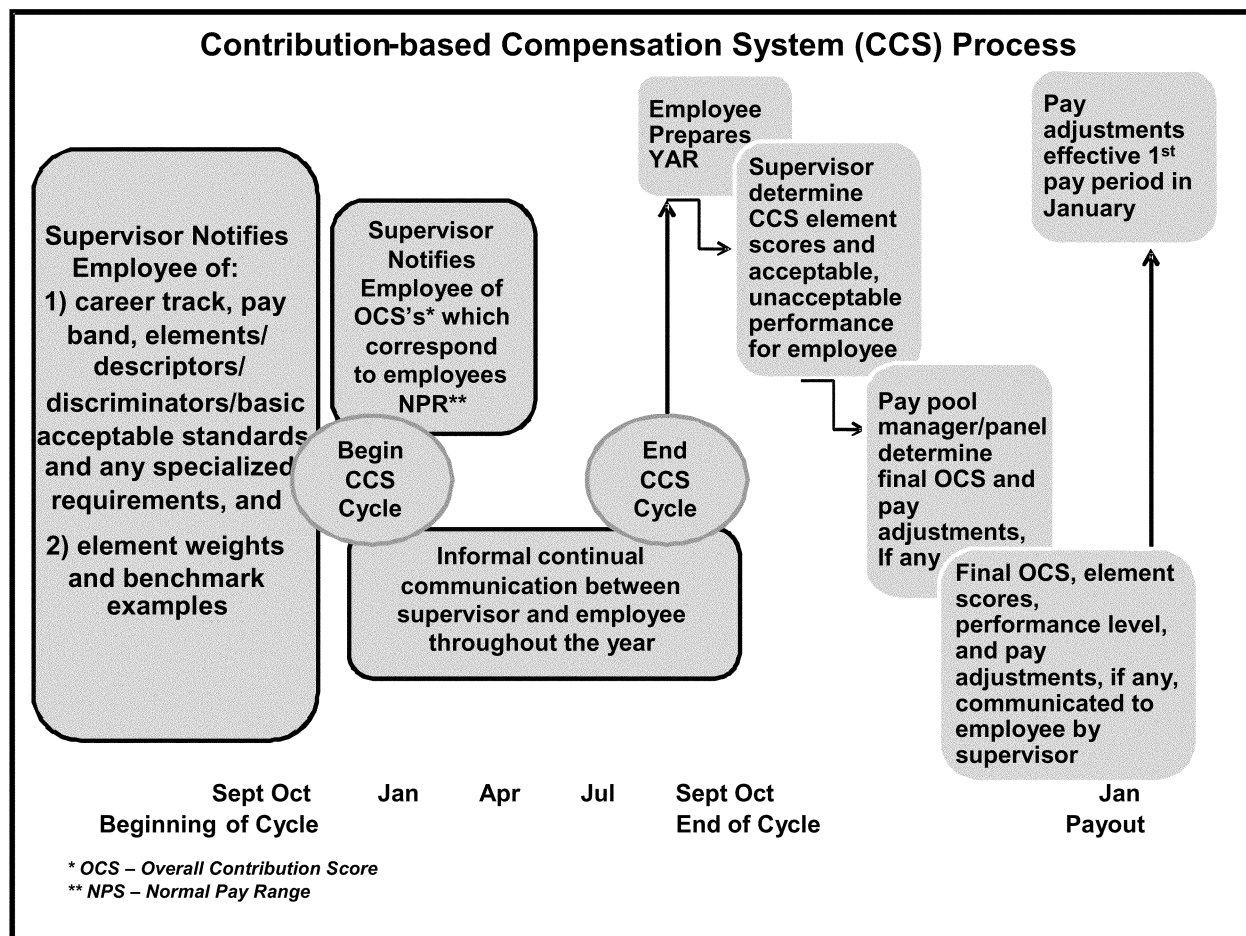 Contribution-based Compensation System (CCS) Process
Supervisor Notifies
Employee of:
1) career track, pay
band, elements/
descriptors/
discriminators/basic
acceptable standards
and any specialized
requirements, and
2) element weights
and benchmark
examples
Supervisor
Notifies
Employee of
OCS's* which
correspond
to employees
NPR**
Begin
CCS
Cycle
Informal continual
communication between
supervisor and employee
throughout the year
End
CCS
Cycle
Employee
Prepares
YAR
Supervisor
determine
CCS element
scores and
acceptable,
unacceptable
performance
for employee
Pay pool
manager/panel
determine
final OCS and
pay
adjustments,
If any
Final OCS, element
scores,
performance level,
and pay
adjustments, if any,
communicated to
employee by
supervisor
Pay
adjustments
effective 1st
pay period in
January
Sept Oct Jan Apr Jul Sept Oct Jan
Beginning of Cycle End of Cycle Payout
* OCS – Overall Contribution Score
** NPS – Normal Pay Range